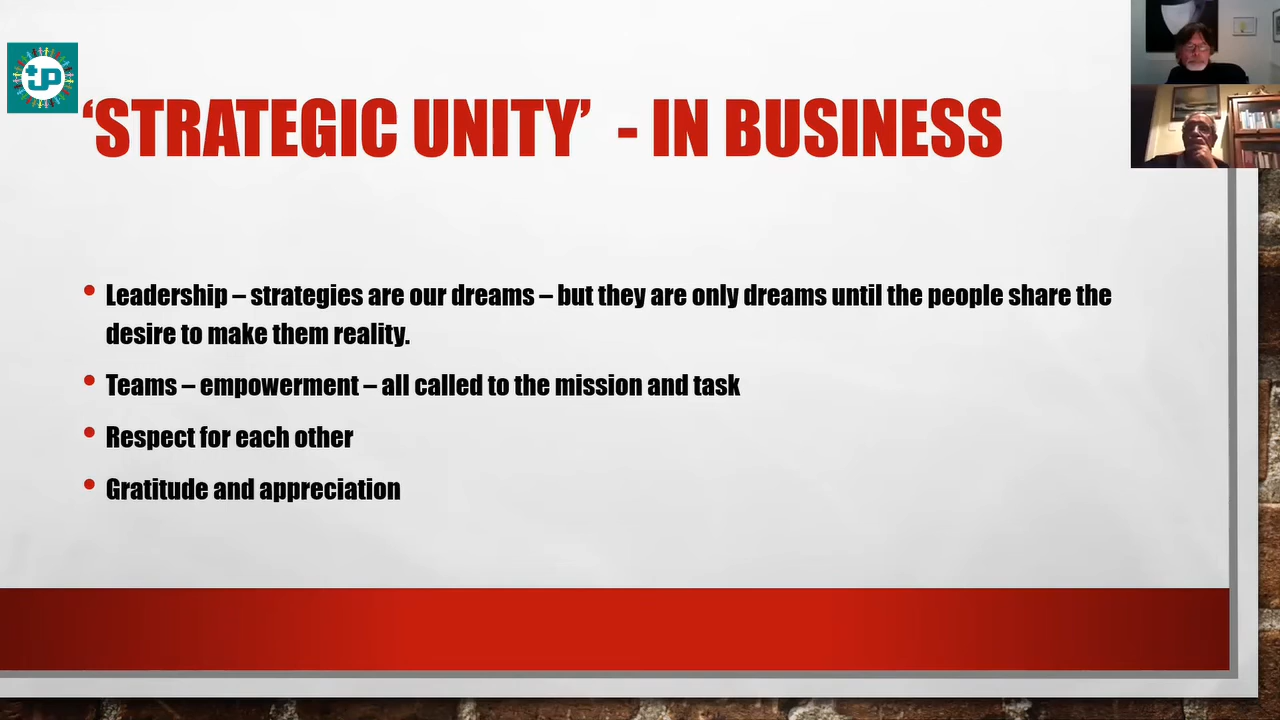 ‘STRATEGIC UNITY’ - IN BUSINESS
• Leadership – strategies are our dreams – but they are only dreams until the people share the
desire to make them reality.
• Teams – empowerment – all called to the mission and task
• Respect for each other
• Gratitude and appreciation